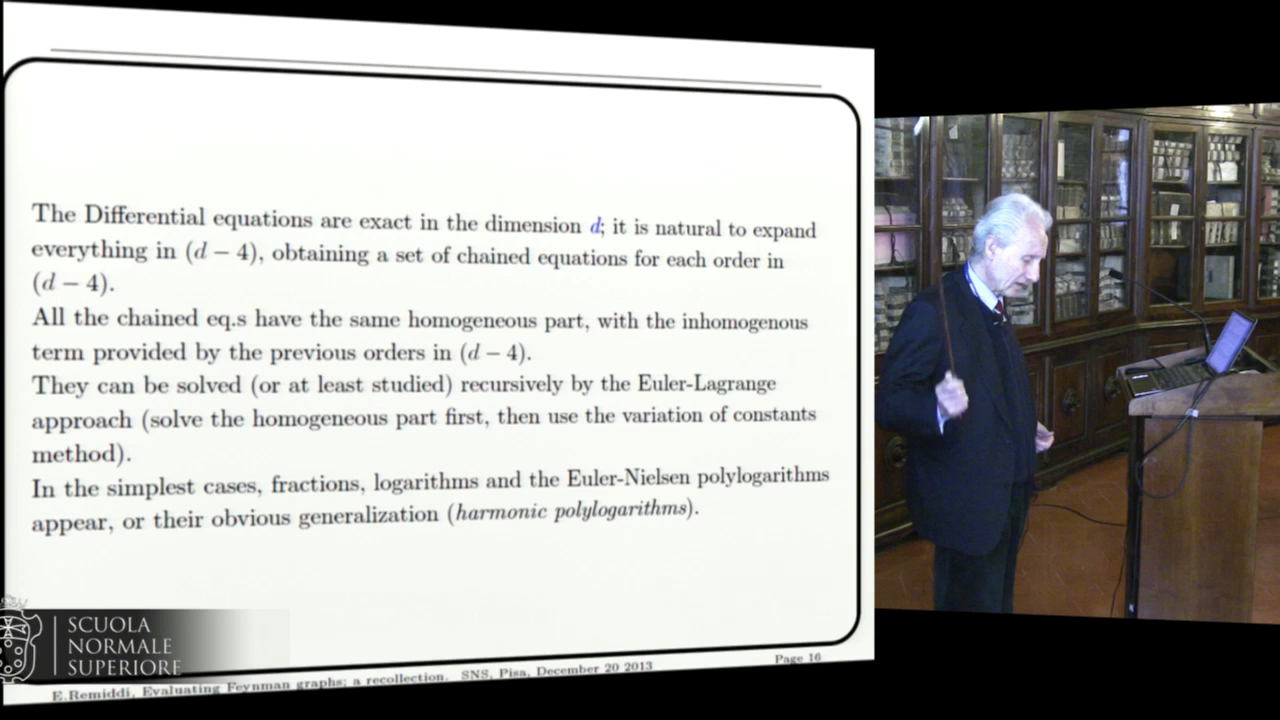 The Differential equations are exact in the dimension d; it is natural to expand
everything in (d − 4), obtaining a set of chained equations for each order in
(d − 4).
All the chained eq.s have the same homogeneous part, with the inhomogenous
term provided by the previous orders in (d − 4).
They can be solved (or at least studied) recursively by the Euler-Lagrange
approach (solve the homogeneous part first, then use the variation of constants
method).
In the simplest cases, fractions, logarithms and the Euler-Nielsen polylogarithms
appear, or their obvious generalization (harmonic polylogarithms).
SCUOLA
NORMALE
SUPERIORE
E.Remiddi, Evaluating Feynman graphs; a recollection. SNS, Pisa, December 20 2013
Page 16